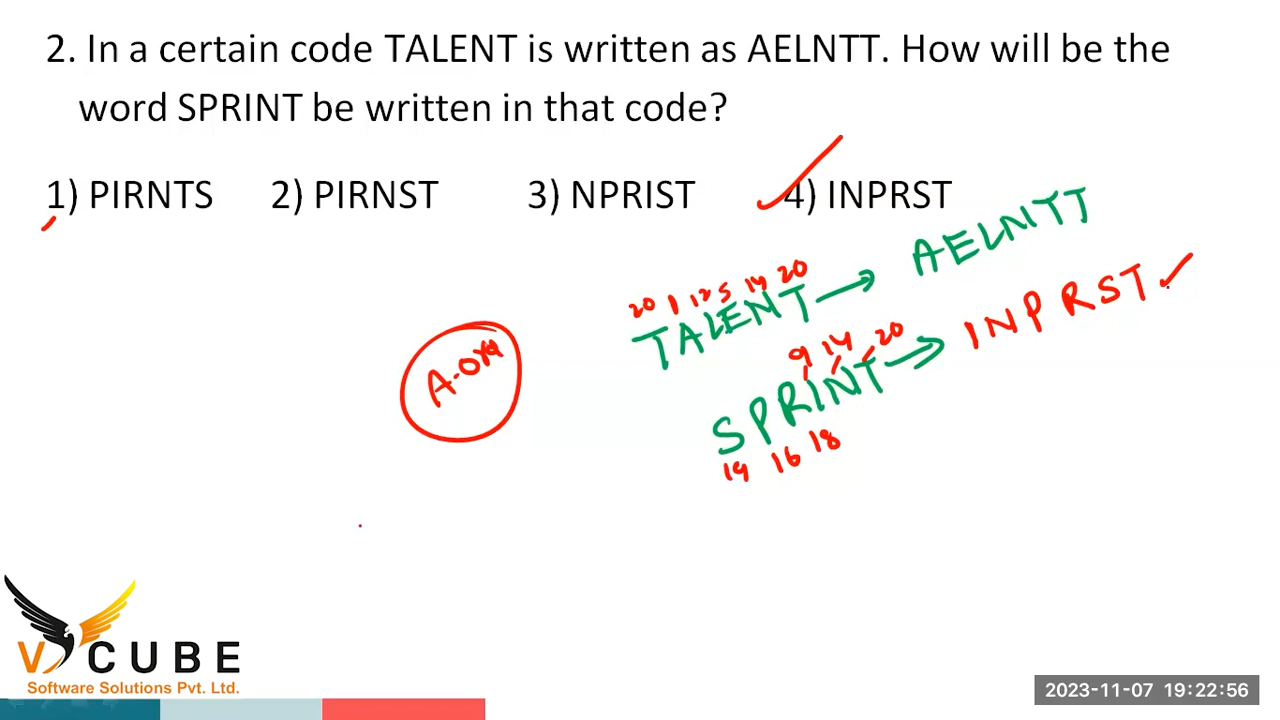 2. In a certain code TALENT is written as AELNTT. How will be the
word SPRINT be written in that code?
1) PIRNTS 2) PIRNST 3) NPRIST 4) INPRST
20 1 12 5 14 20
TALENT → AELNTT
9 14 20
SPRINT → INPRST
19 16 18
V CUBE
Software Solutions Pvt. Ltd.
2023-11-07 19:22:56